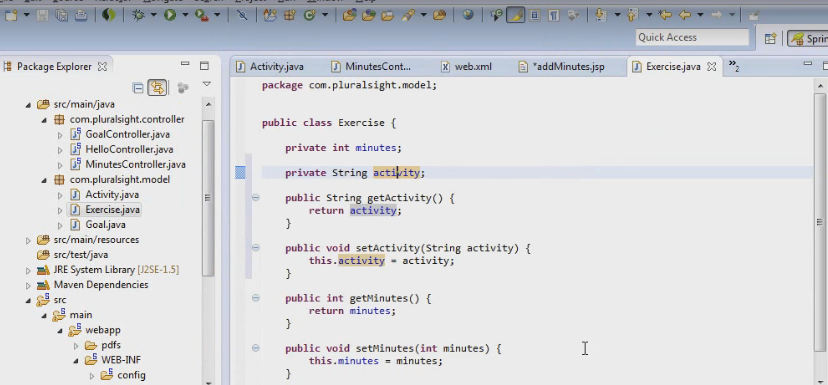 Quick Access
Sprin
Package Explorer
Activity.java
MinutesCont...
web.xml
*addMinutes.jsp
Exercise.java
»2
src/main/java
com.pluralsight.controller
GoalController.java
HelloController.java
MinutesController.java
com.pluralsight.model
Activity.java
Exercise.java
Goal.java
src/main/resources
src/test/java
JRE System Library [J2SE-1.5]
Maven Dependencies
src
main
webapp
pdfs
WEB-INF
config
package com.pluralsight.model;
public class Exercise {
private int minutes;
private String activity;
public String getActivity() {
return activity;
}
public void setActivity(String activity) {
this.activity = activity;
}
public int getMinutes() {
return minutes;
}
public void setMinutes(int minutes) {
this.minutes = minutes;
}